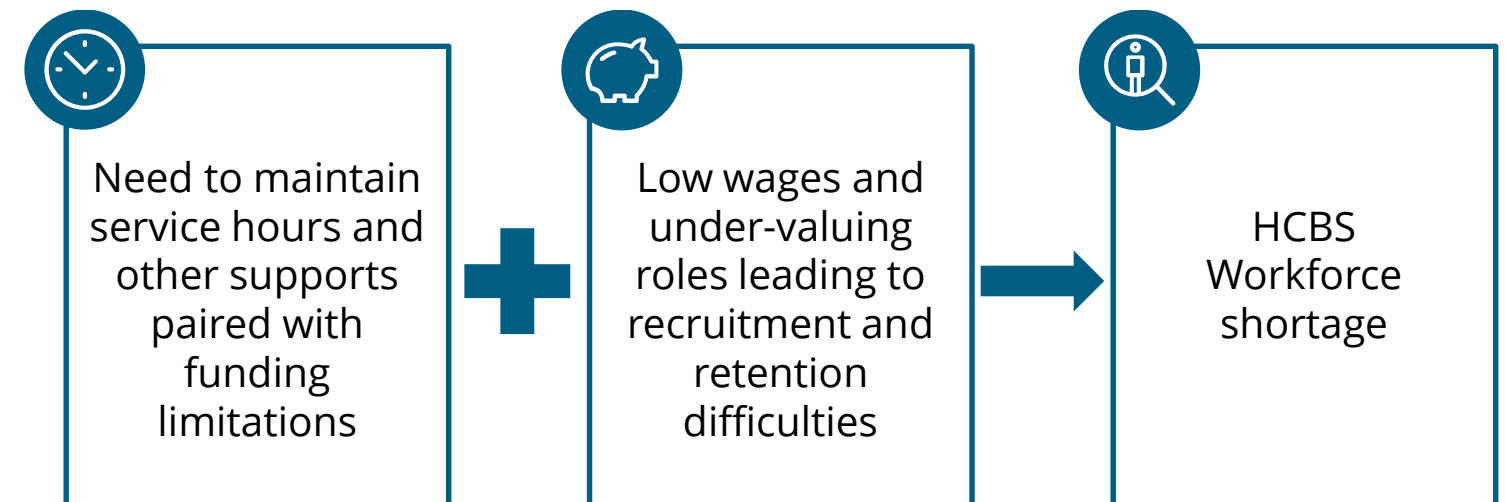 Need to maintain
service hours and
other supports
paired with
funding
limitations
Low wages and
under-valuing
roles leading to
recruitment and
retention
difficulties
HCBS
Workforce
shortage